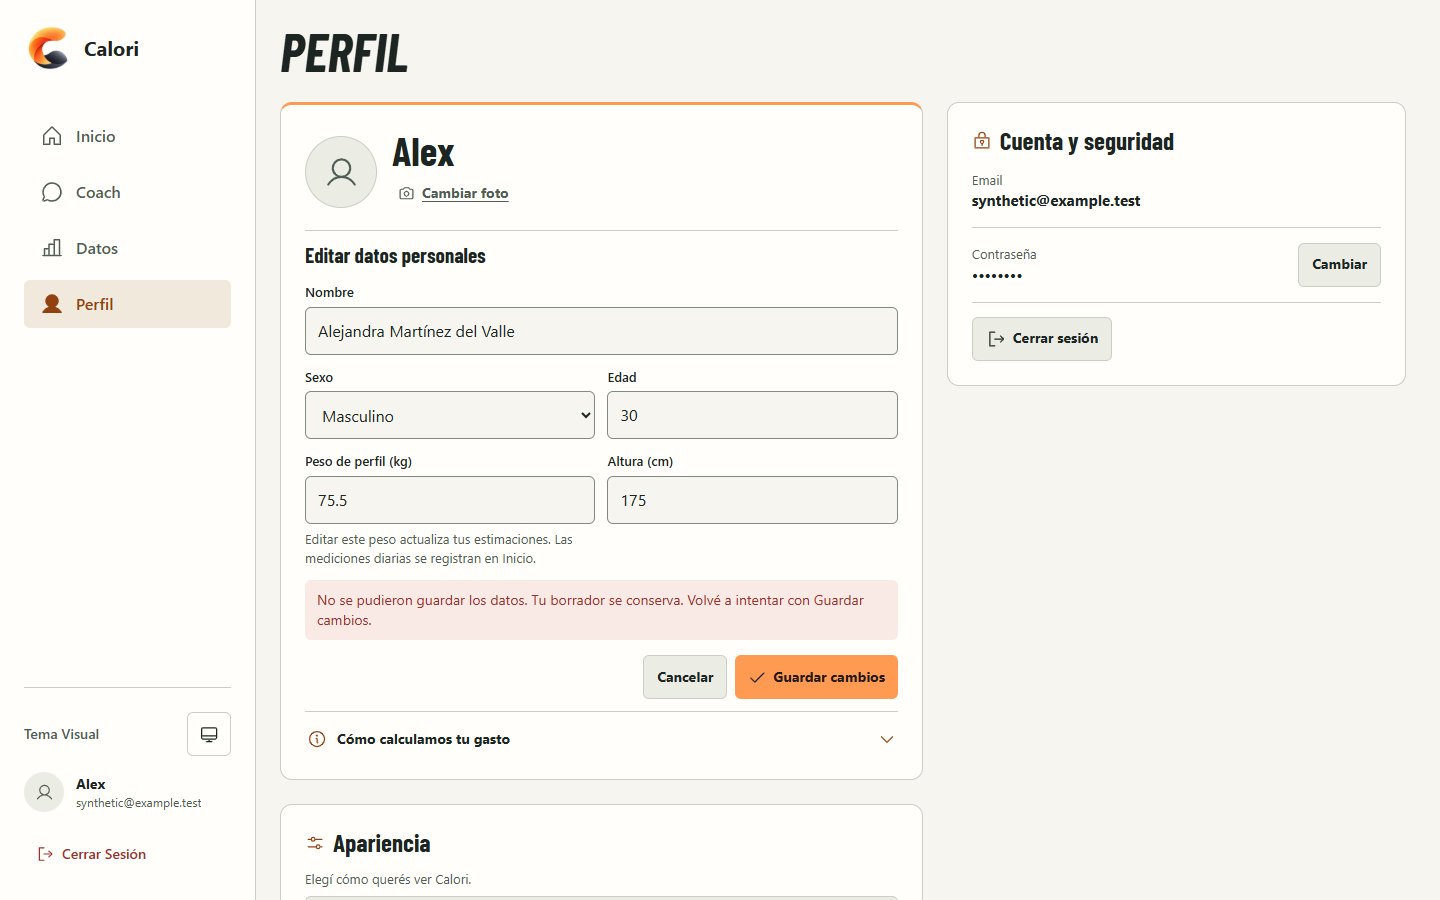 Calori
Inicio
Coach
Datos
Perfil
Tema Visual
Alex
synthetic@example.test
Cerrar Sesión
PERFIL
Alex
Cambiar foto
Editar datos personales
Nombre
Alejandra Martínez del Valle
Sexo
Edad
Masculino
30
Peso de perfil (kg)
Altura (cm)
75.5
175
Editar este peso actualiza tus estimaciones. Las
mediciones diarias se registran en Inicio.
No se pudieron guardar los datos. Tu borrador se conserva. Volvé a intentar con Guardar
cambios.
Cancelar
Guardar cambios
Cómo calculamos tu gasto
Apariencia
Elegí cómo querés ver Calori.
Cuenta y seguridad
Email
synthetic@example.test
Contraseña
••••••••
Cambiar
Cerrar sesión